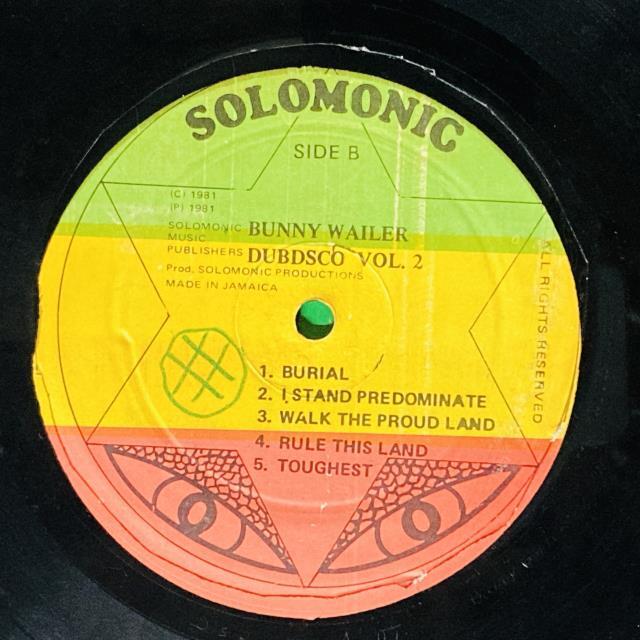 SOLOMONIC
SIDE B
(C) 1981
(P) 1981
SOLOMONIC
MUSIC
PUBLISHERS
BUNNY WAILER
DUBDSCO VOL. 2
Prod. SOLOMONIC PRODUCTIONS
MADE IN JAMAICA
ALL RIGHTS RESERVED
1. BURIAL
2. I, STAND PREDOMINATE
3. WALK THE PROUD LAND
4. RULE THIS LAND
5. TOUGHEST